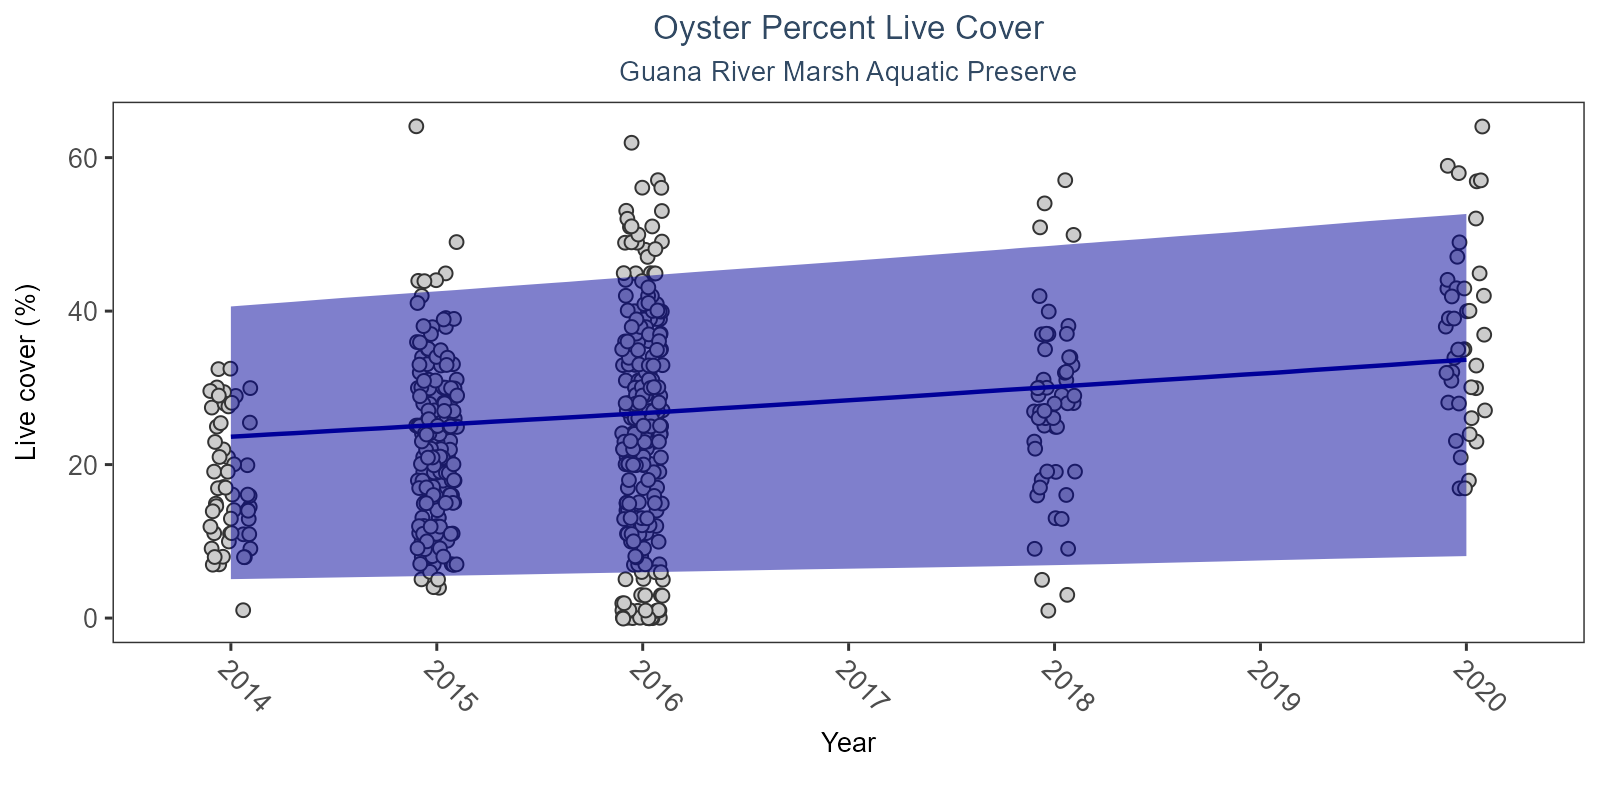 Oyster Percent Live Cover
Guana River Marsh Aquatic Preserve
Live cover (%)
60
40
20
0
2014
2015
2016
2017
2018
2019
2020
Year